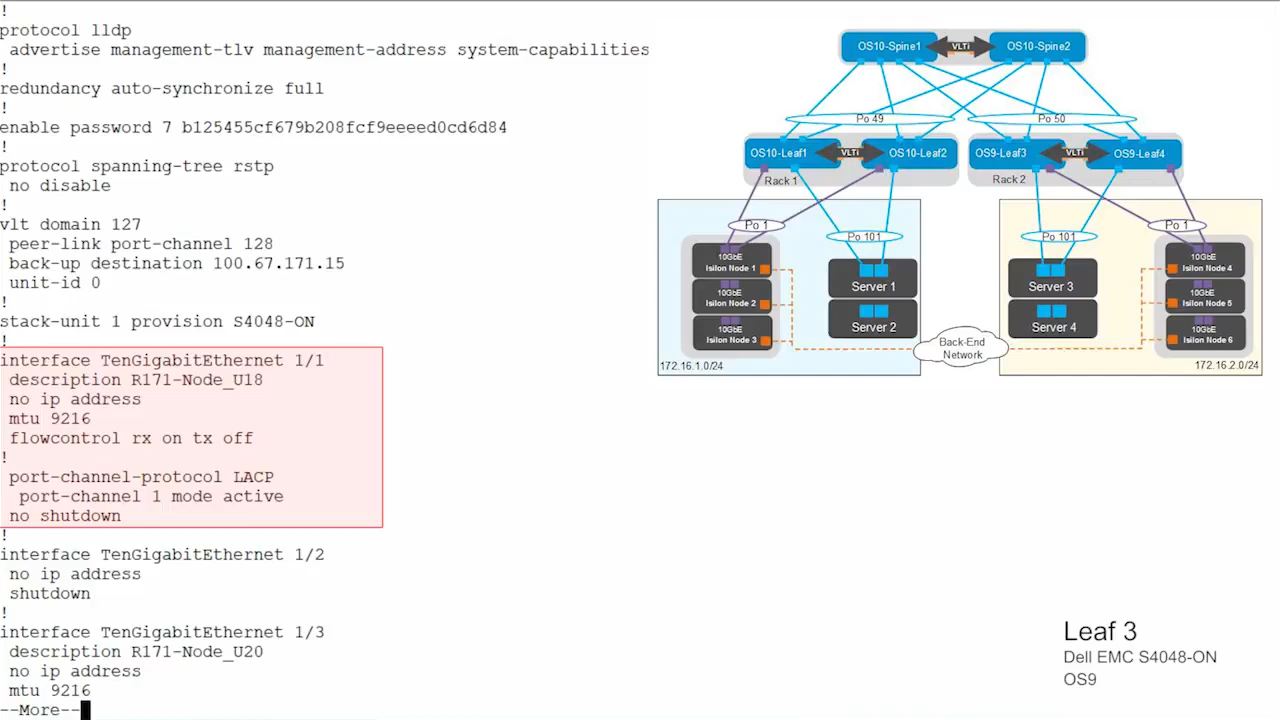 !
protocol lldp
advertise management-tlv management-address system-capabilities
!
redundancy auto-synchronize full
!
enable password 7 b125455cf679b208fcf9eeeed0cd6d84
!
protocol spanning-tree rstp
no disable
!
vlt domain 127
peer-link port-channel 128
back-up destination 100.67.171.15
unit-id 0
!
stack-unit 1 provision S4048-ON
!
interface TenGigabitEthernet 1/1
description R171-Node_U18
no ip address
mtu 9216
flowcontrol rx on tx off
!
port-channel-protocol LACP
port-channel 1 mode active
no shutdown
!
interface TenGigabitEthernet 1/2
no ip address
shutdown
!
interface TenGigabitEthernet 1/3
description R171-Node_U20
no ip address
mtu 9216
--More--
OS10-Spine1 VLTi OS10-Spine2
Po 49 Po 50
OS10-Leaf1 VLTi OS10-Leaf2 OS9-Leaf3 VLTi OS9-Leaf4
Rack 1 Rack 2
Po 1 Po 101 Po 101 Po 1
10GbE
Isilon Node 1
10GbE
Isilon Node 2
10GbE
Isilon Node 3
Server 1
Server 2
Server 3
Server 4
10GbE
Isilon Node 4
10GbE
Isilon Node 5
10GbE
Isilon Node 6
Back-End
Network
172.16.1.0/24 172.16.2.0/24
Leaf 3
Dell EMC S4048-ON
OS9